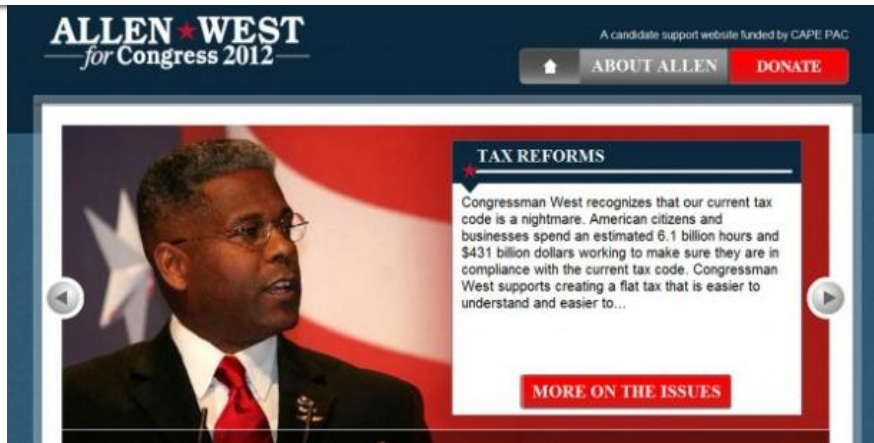 ALLEN★WEST
for Congress 2012
A candidate support website funded by CAPE PAC
ABOUT ALLEN
DONATE
TAX REFORMS
Congressman West recognizes that our current tax
code is a nightmare. American citizens and
businesses spend an estimated 6.1 billion hours and
$431 billion dollars working to make sure they are in
compliance with the current tax code. Congressman
West supports creating a flat tax that is easier to
understand and easier to...
MORE ON THE ISSUES